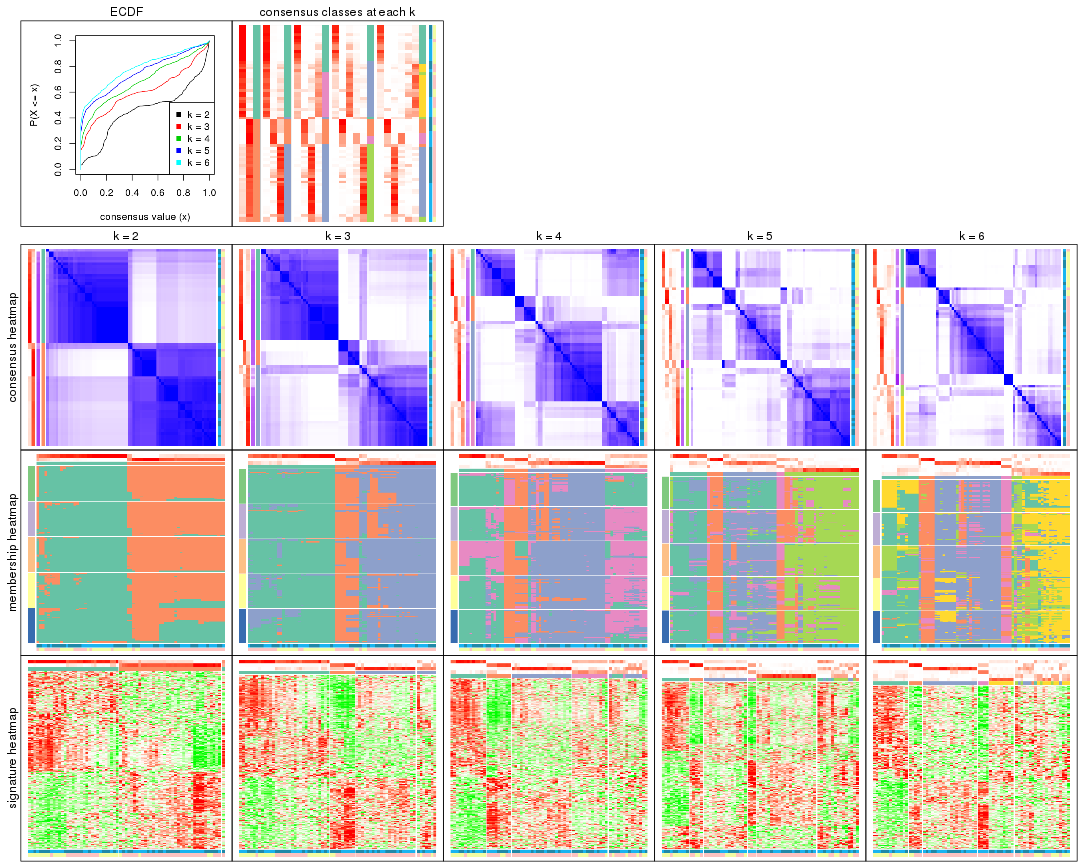 ECDF
consensus classes at each k
P(X <= x)
0.0 0.2 0.4 0.6 0.8 1.0
k = 2
k = 3
k = 4
k = 5
k = 6
0.0 0.2 0.4 0.6 0.8 1.0
consensus value (x)
k = 2 k = 3 k = 4 k = 5 k = 6
consensus heatmap
membership heatmap
signature heatmap